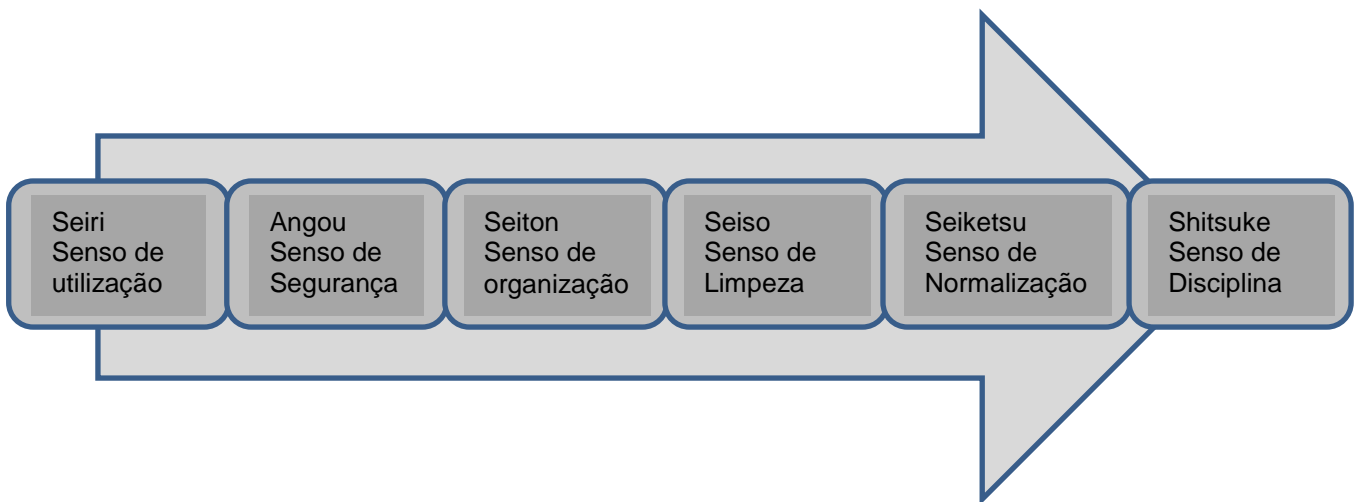 Seiri
Senso de
utilização
Angou
Senso de
Segurança
Seiton
Senso de
organização
Seiso
Senso de
Limpeza
Seiketsu
Senso de
Normalização
Shitsuke
Senso de
Disciplina